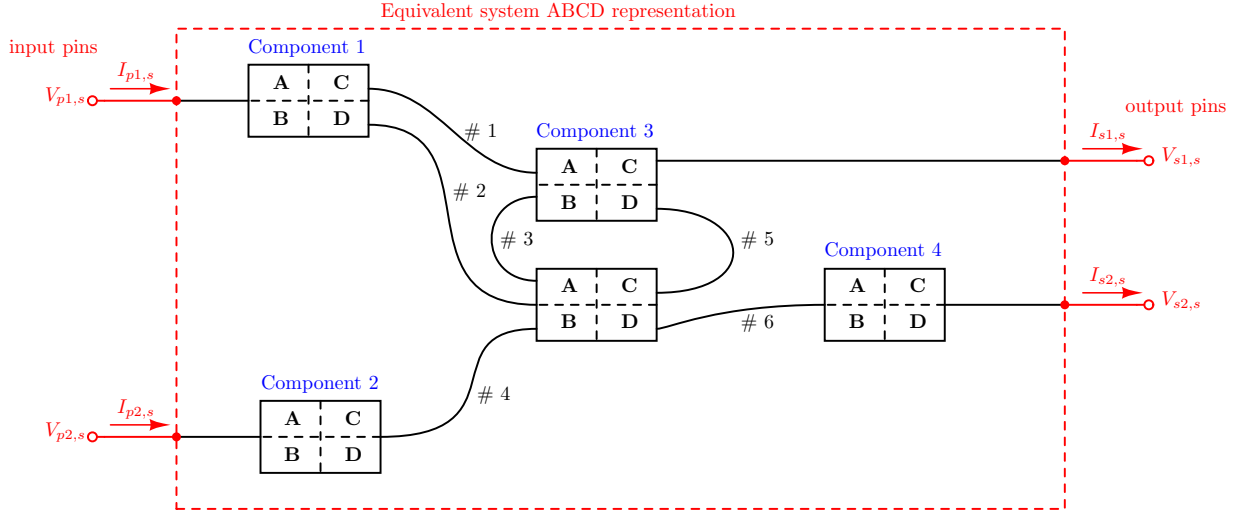 Equivalent system ABCD representation
input pins
Component 1
I_{p1,s}
V_{p1,s}
A C
B D
# 1
output pins
Component 3
I_{s1,s}
V_{s1,s}
A C
B D
# 2
# 3
# 5
Component 4
I_{s2,s}
V_{s2,s}
A C
B D
A C
B D
# 6
Component 2
# 4
I_{p2,s}
V_{p2,s}
A C
B D